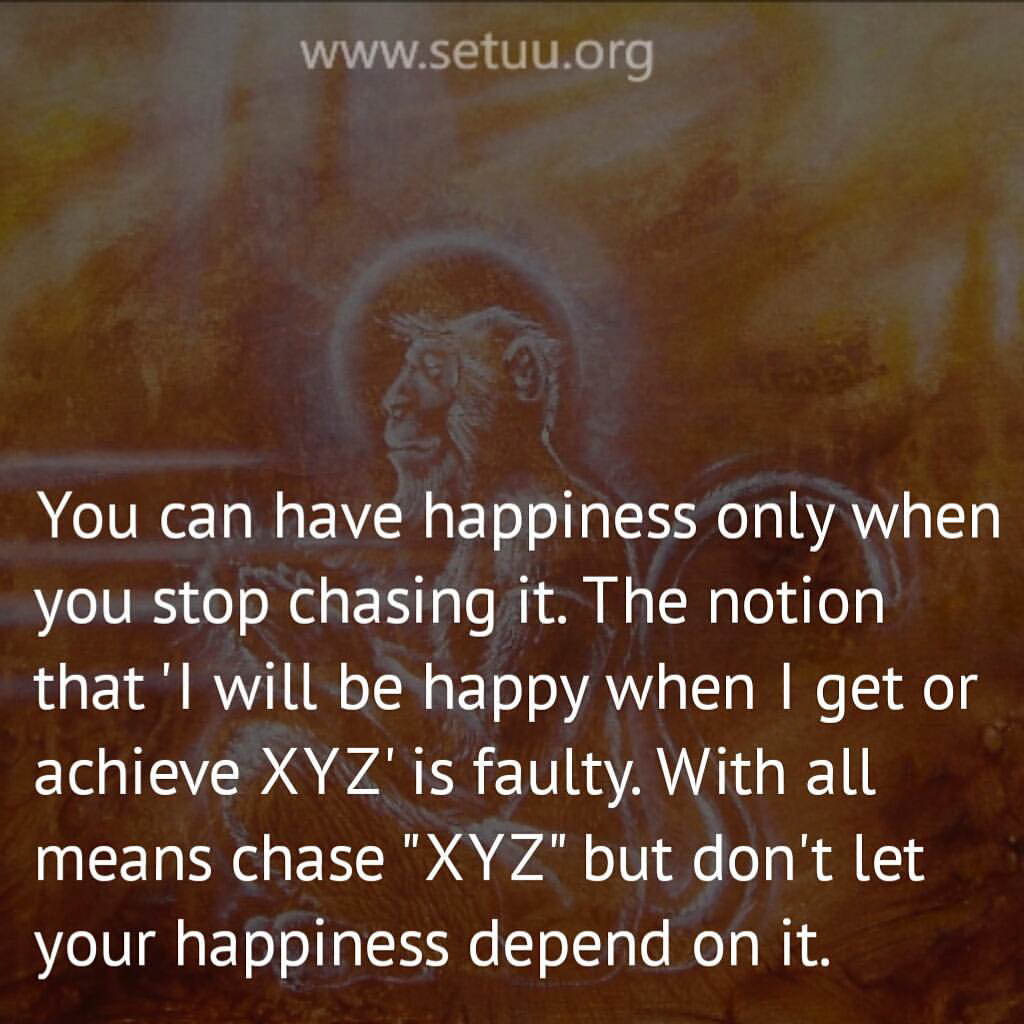 www.setuu.org
You can have happiness only when
you stop chasing it. The notion
that 'I will be happy when I get or
achieve XYZ' is faulty. With all
means chase "XYZ" but don't let
your happiness depend on it.